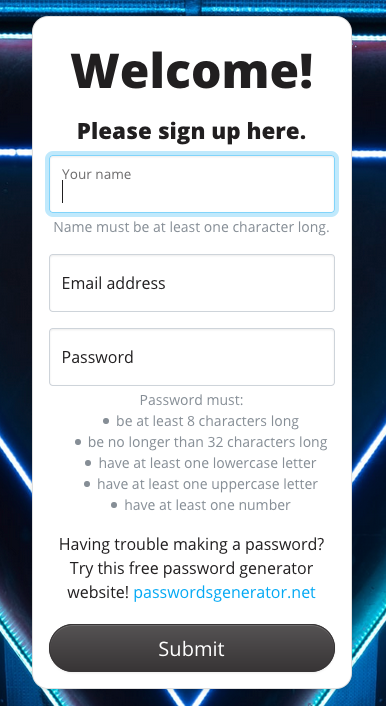 Welcome!
Please sign up here.
Your name
Name must be at least one character long.
Email address
Password
Password must:
be at least 8 characters long
be no longer than 32 characters long
have at least one lowercase letter
have at least one uppercase letter
have at least one number
Having trouble making a password?
Try this free password generator
website! passwordsgenerator.net
Submit